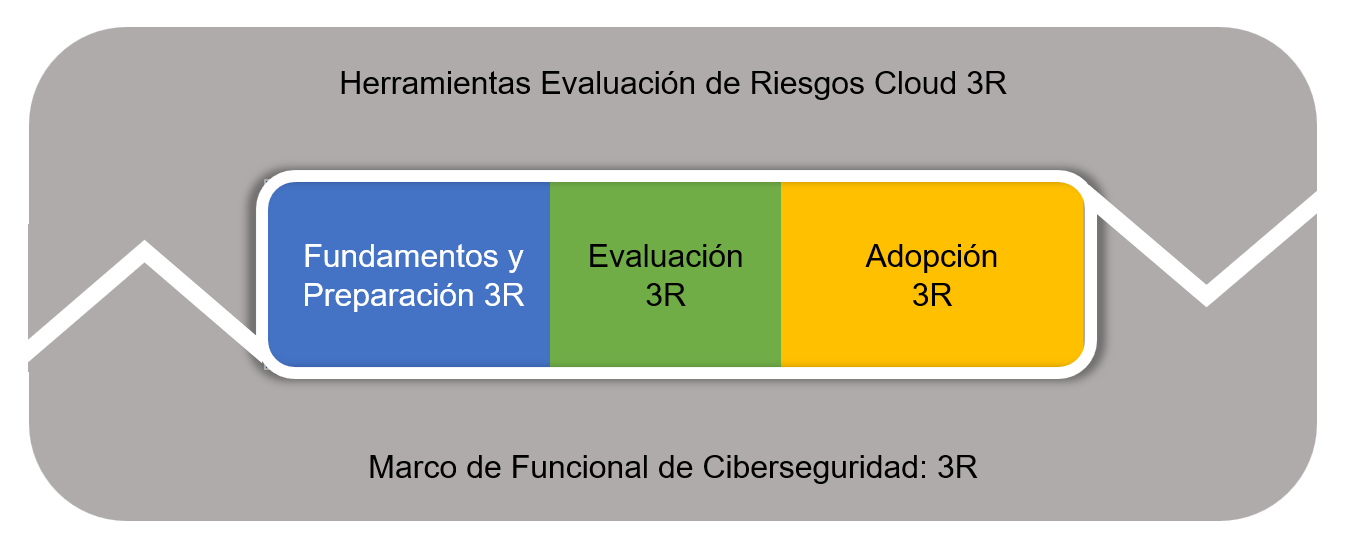 Herramientas Evaluación de Riesgos Cloud 3R
Fundamentos y
Preparación 3R
Evaluación
3R
Adopción
3R
Marco de Funcional de Ciberseguridad: 3R